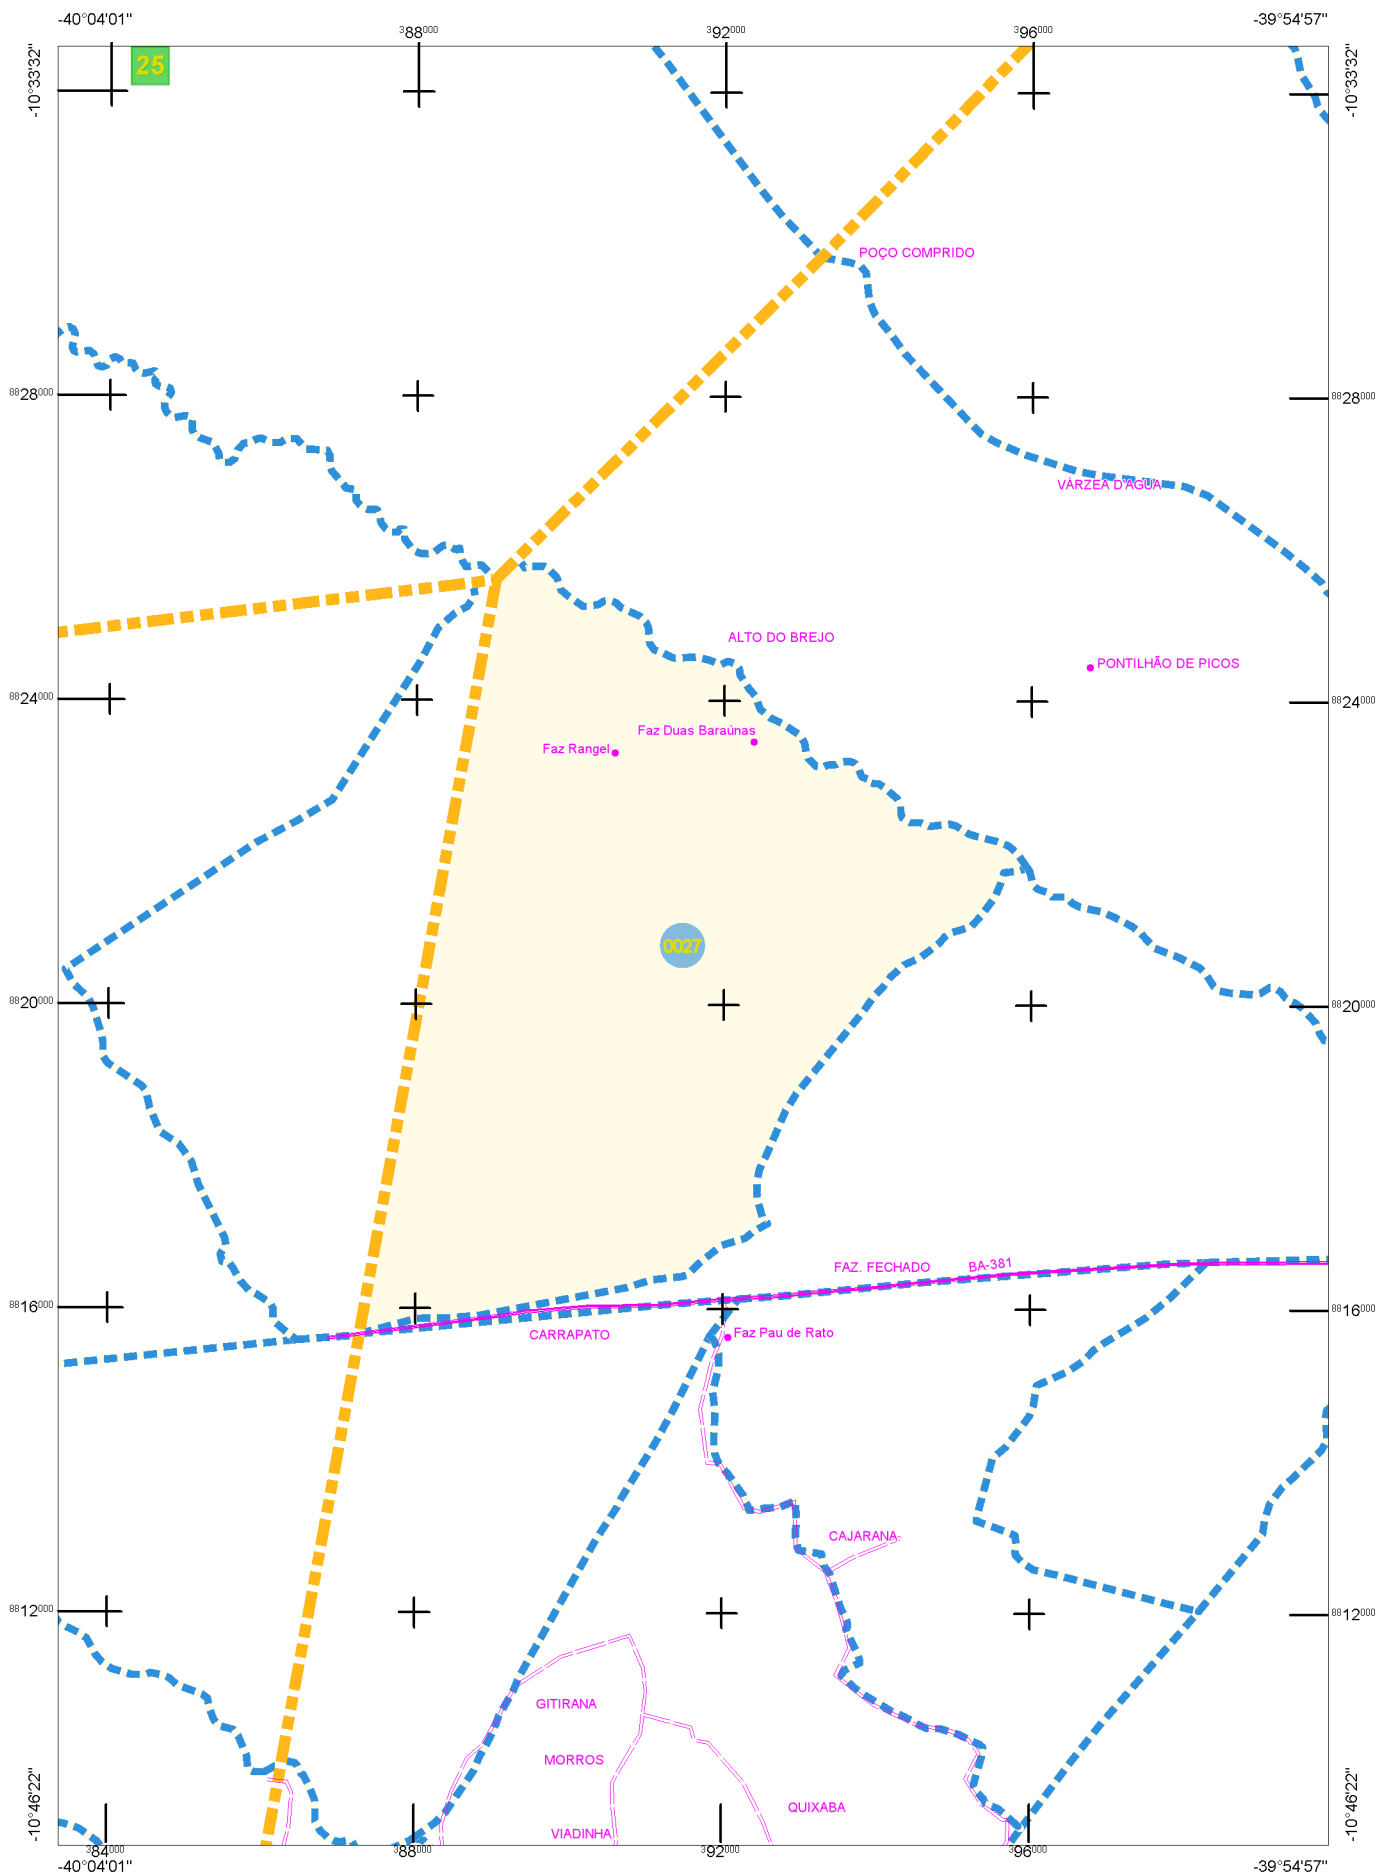 -40°04'01"
-39°54'57"
388000
392000
396000
-10°33'32"
-10°33'32"
25
POÇO COMPRIDO
8828000
8828000
VÁRZEA D'ÁGUA
ALTO DO BREJO
PONTILHÃO DE PICOS
8824000
8824000
Faz Duas Baraúnas
Faz Rangel
0027
8820000
8820000
FAZ. FECHADO
BA-381
8816000
8816000
CARRAPATO
Faz Pau de Rato
CAJARANA
8812000
8812000
GITIRANA
MORROS
QUIXABA
VIADINHA
-10°46'22"
-10°46'22"
384000
388000
392000
396000
-40°04'01"
-39°54'57"